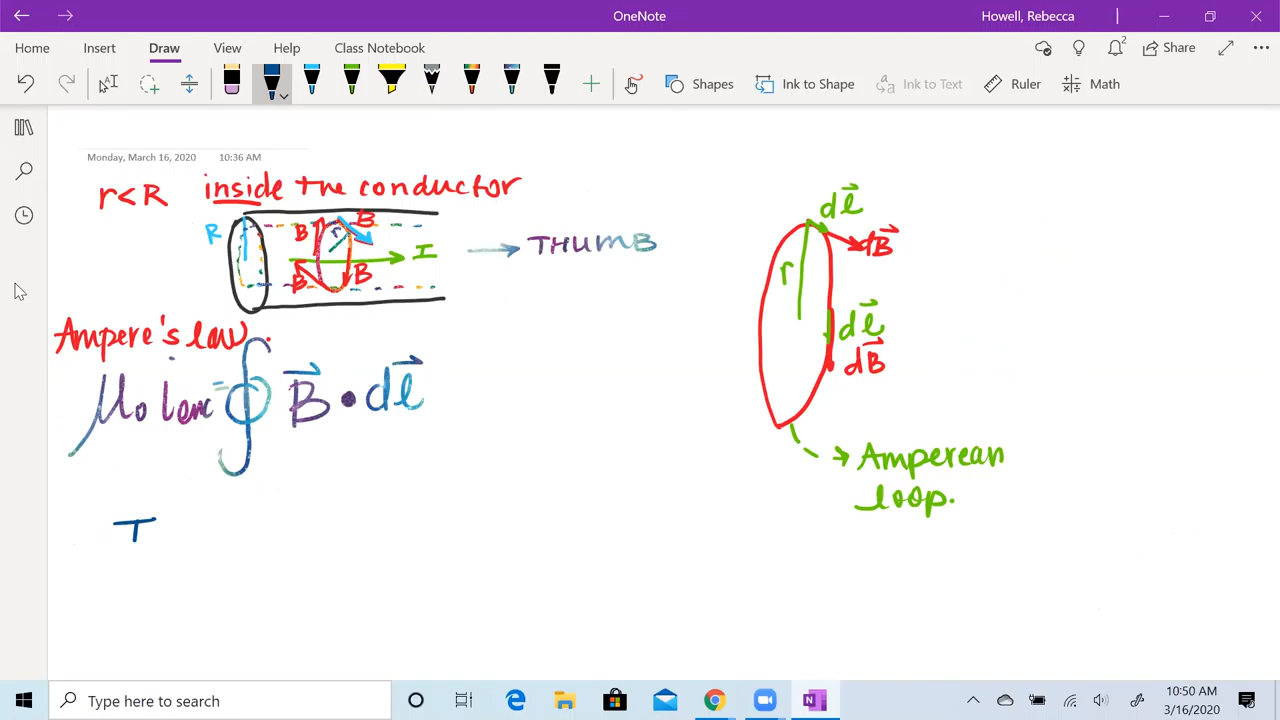 OneNote
Howell, Rebecca
Home Insert Draw View Help Class Notebook
2
Share
Shapes Ink to Shape Ink to Text Ruler Math
Monday, March 16, 2020 10:36 AM
r<R inside the conductor
R B r B I → THUMB
B B
Ampere's law.
μo Ienc = ∮ B⃗ • dℓ⃗
I
dℓ⃗
dB⃗
r
dℓ⃗
dB⃗
Amperean
loop.
Type here to search
10:50 AM
3/16/2020